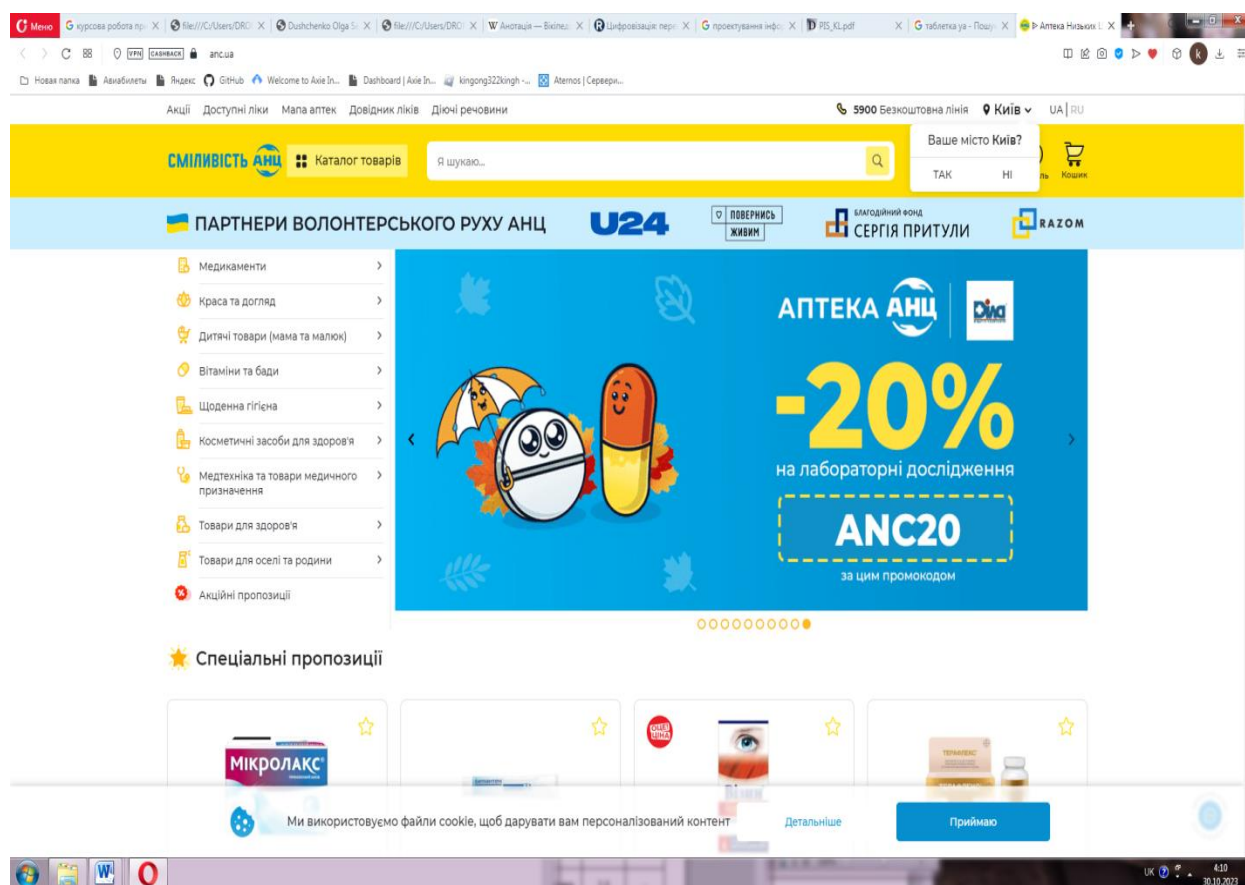 Меню
курсова робота пр
file:///C:/Users/DRO
Dushchenko Olga S
file:///C:/Users/DRO
Анотація — Вікіпед
Цифровізація: пере
проектування інфо
PIS_KL.pdf
таблетка уа - Пошу
Аптека Низьких Ц
VPN
CASHBACK
anc.ua
k
Новая папка
Авиабилеты
Яндекс
GitHub
Welcome to Axie In...
Dashboard | Axie In...
kingong322kingh -...
Aternos | Сервери...
Акції Доступні ліки Мапа аптек Довідник ліків Діючі речовини
5900 Безкоштовна лінія
Київ
UA | RU
СМІЛИВІСТЬ АНЦ
Каталог товарів
Я шукаю...
Ваше місто Київ?
ТАК НІ
Кошик
ПАРТНЕРИ ВОЛОНТЕРСЬКОГО РУХУ АНЦ
U24
ПОВЕРНИСЬ
ЖИВИМ
БЛАГОДІЙНИЙ ФОНД
СЕРГІЯ ПРИТУЛИ
RAZOM
Медикаменти
Краса та догляд
Дитячі товари (мама та малюк)
Вітаміни та бади
Щоденна гігієна
Косметичні засоби для здоров'я
Медтехніка та товари медичного
призначення
Товари для здоров'я
Товари для оселі та родини
Акційні пропозиції
АПТЕКА АНЦ
Діла
-20%
на лабораторні дослідження
ANC20
за цим промокодом
Спеціальні пропозиції
МІКРОЛАКС
ЦІНА
Візин
Ми використовуємо файли cookie, щоб дарувати вам персоналізований контент
Детальніше
Приймаю
UK
4:10
30.10.2023